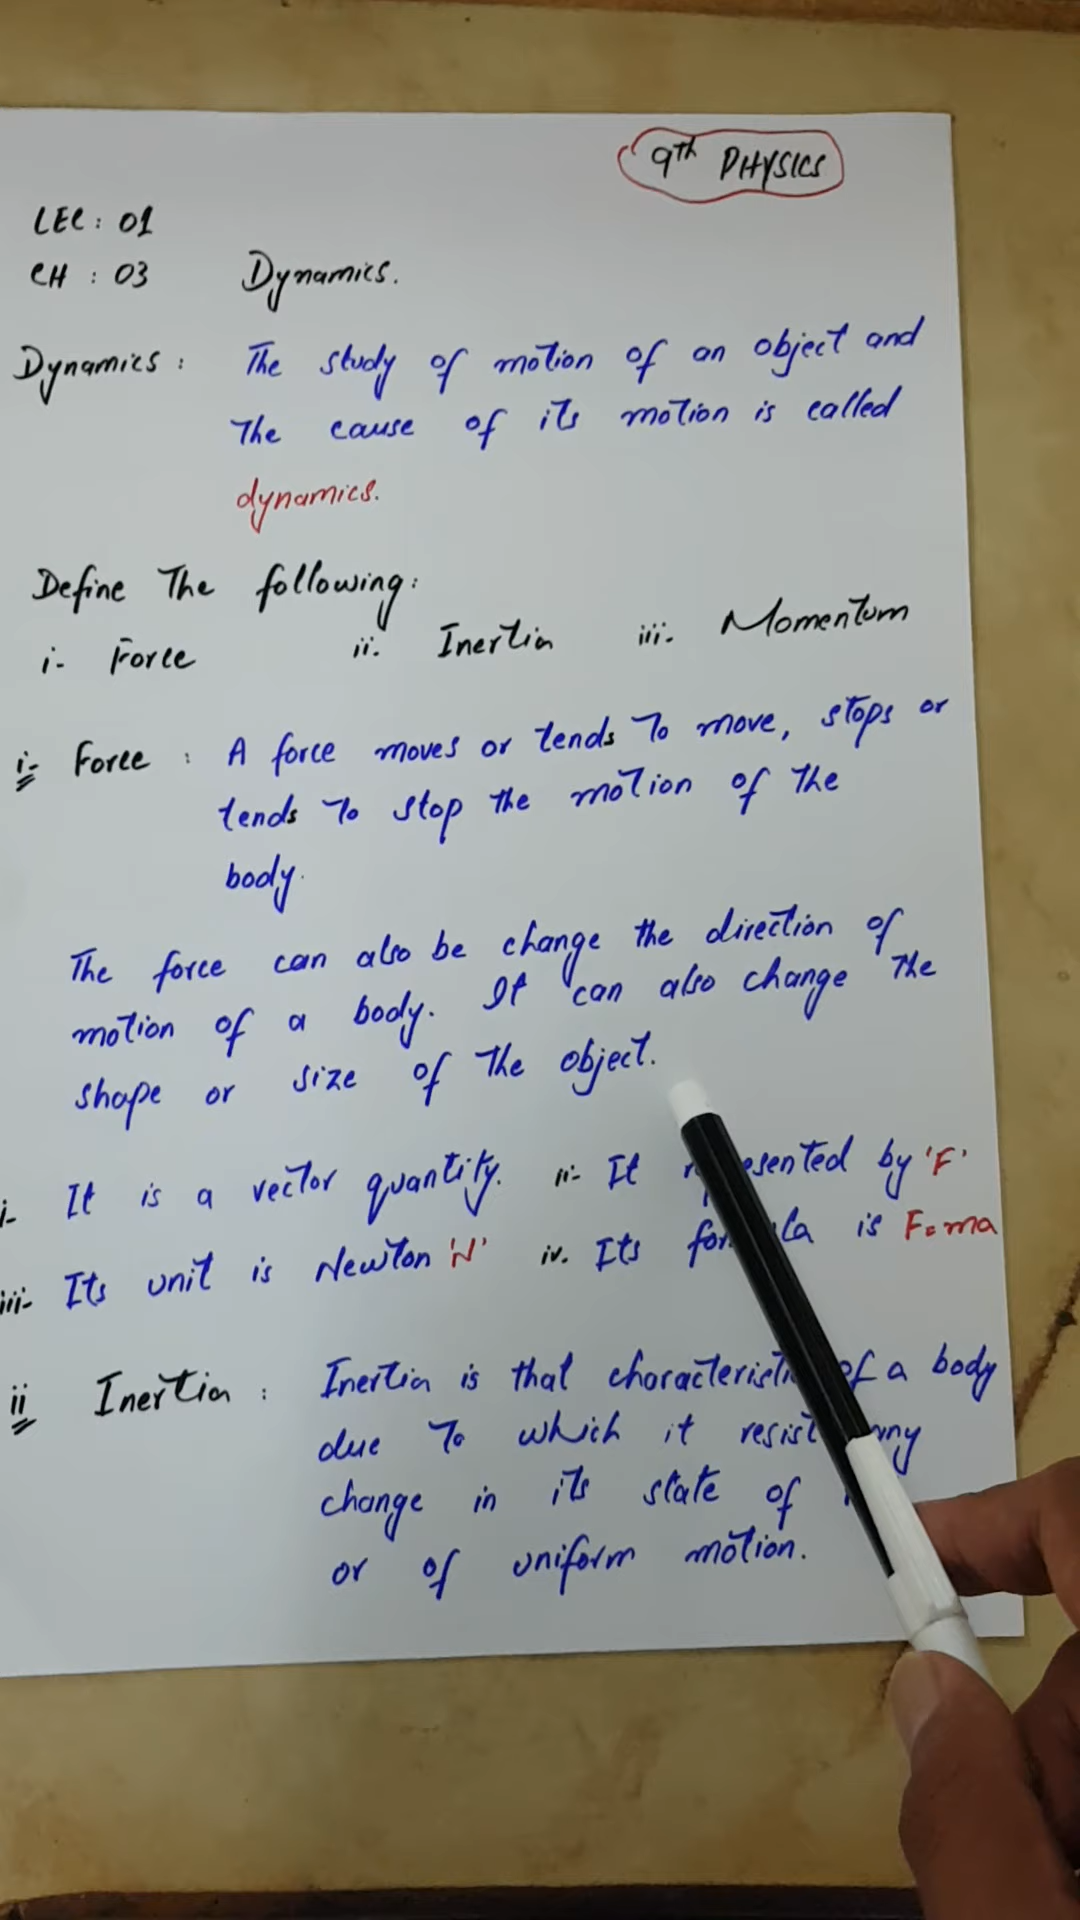 9th PHYSICS
LEC: 01
CH : 03 Dynamics.
Dynamics: The study of motion of an object and
The cause of its motion is called
dynamics.
Define The following:
i- Force ii. Inertia iii- Momentum
i- Force : A force moves or tends To move, stops or
tends To stop the motion of the
body.
The force can also be change the direction of
motion of a body. It can also change The
shape or size of The object.
i- It is a vector quantity. ii- It by 'F'
iii- Its unit is Newton 'N' iv. Its is F=ma
ii Inertia : Inertia is that of a body
due To which it
change in its state of
or of uniform motion.